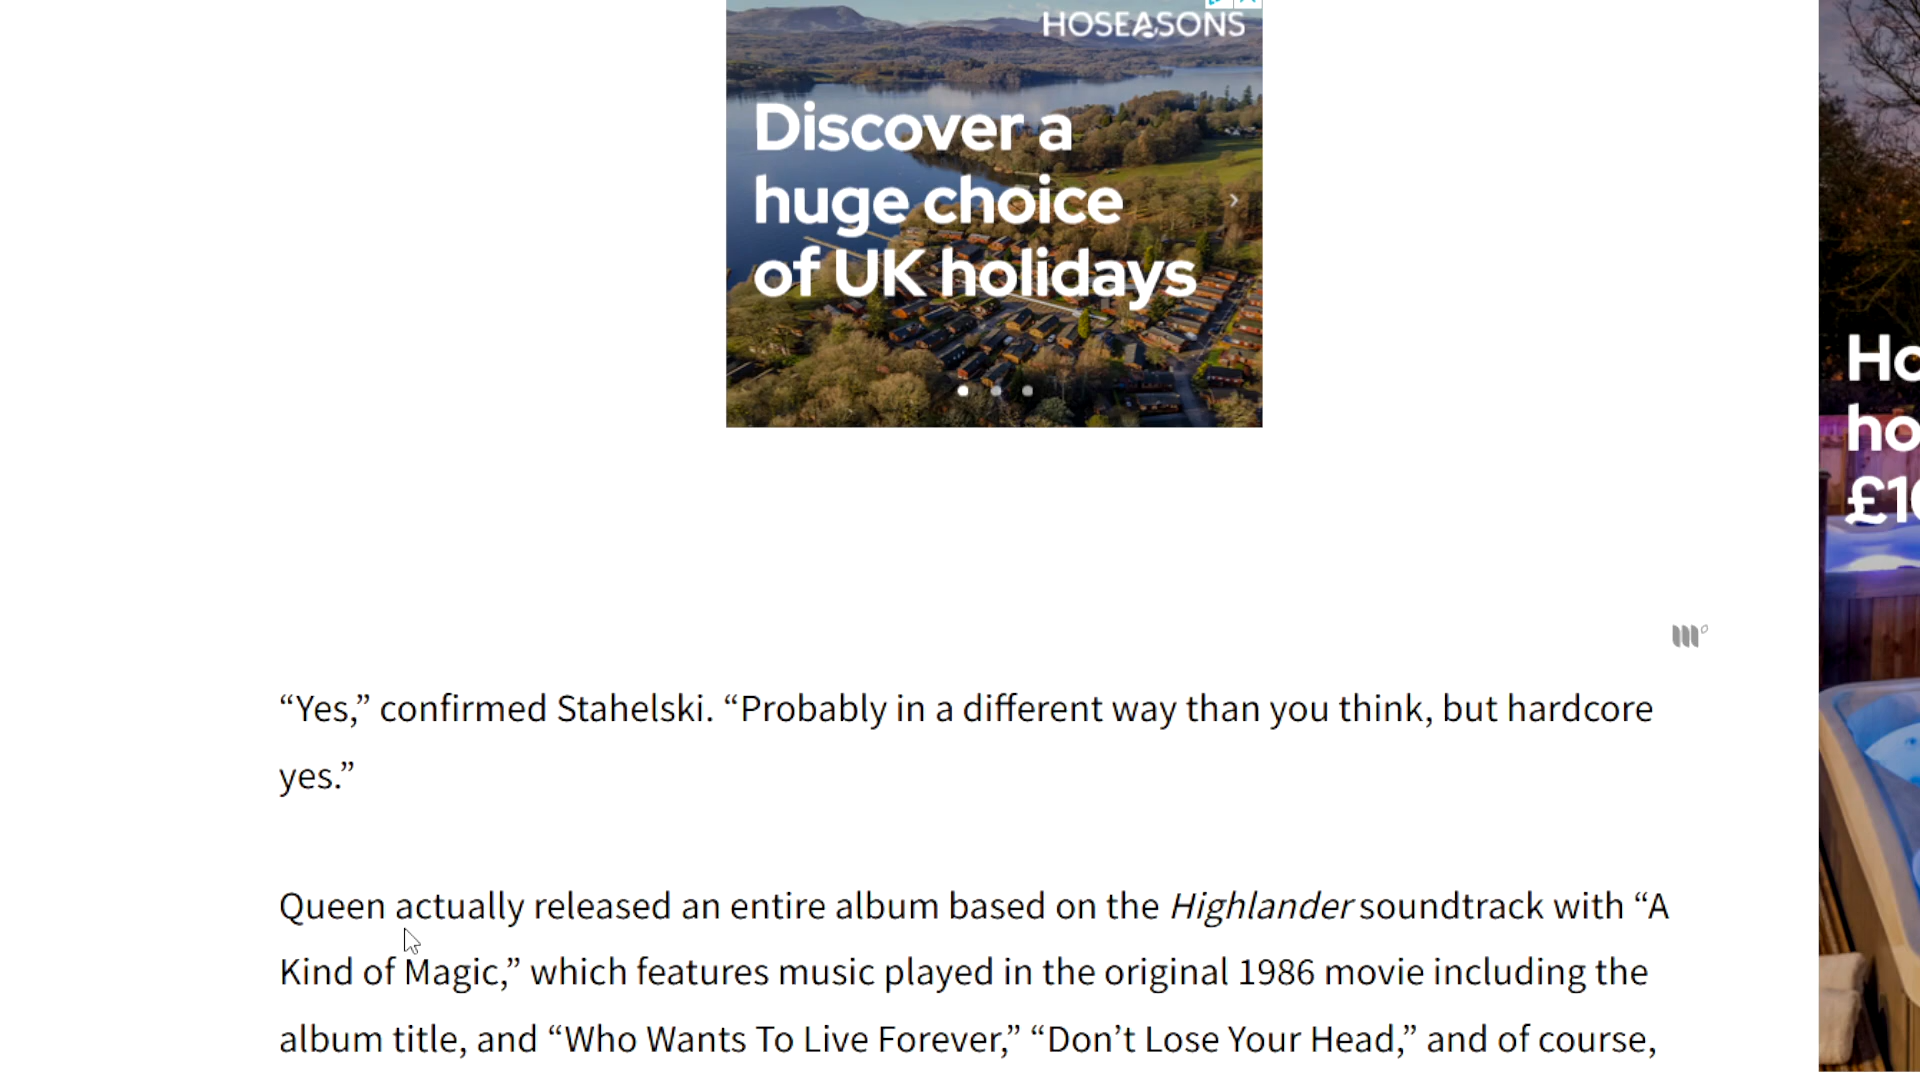 HOSEASONS
Discover a
huge choice
of UK holidays
Ho
ho
£10
“Yes,” confirmed Stahelski. “Probably in a different way than you think, but hardcore
yes.”
Queen actually released an entire album based on the Highlander soundtrack with “A
Kind of Magic,” which features music played in the original 1986 movie including the
album title, and “Who Wants To Live Forever,” “Don’t Lose Your Head,” and of course,